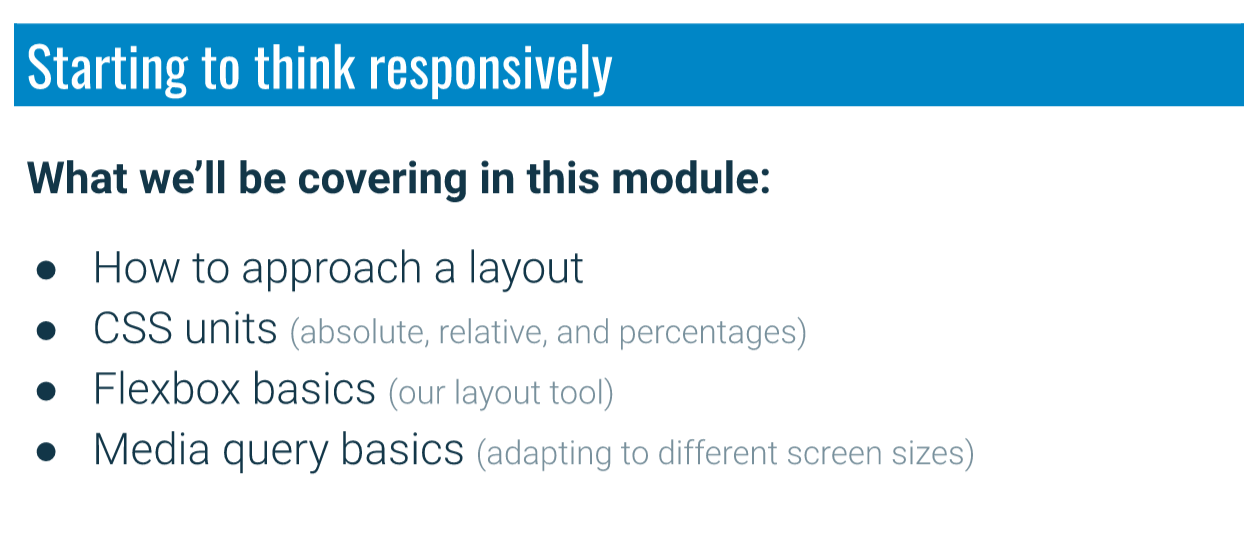 Starting to think responsively
What we’ll be covering in this module:
● How to approach a layout
● CSS units (absolute, relative, and percentages)
● Flexbox basics (our layout tool)
● Media query basics (adapting to different screen sizes)